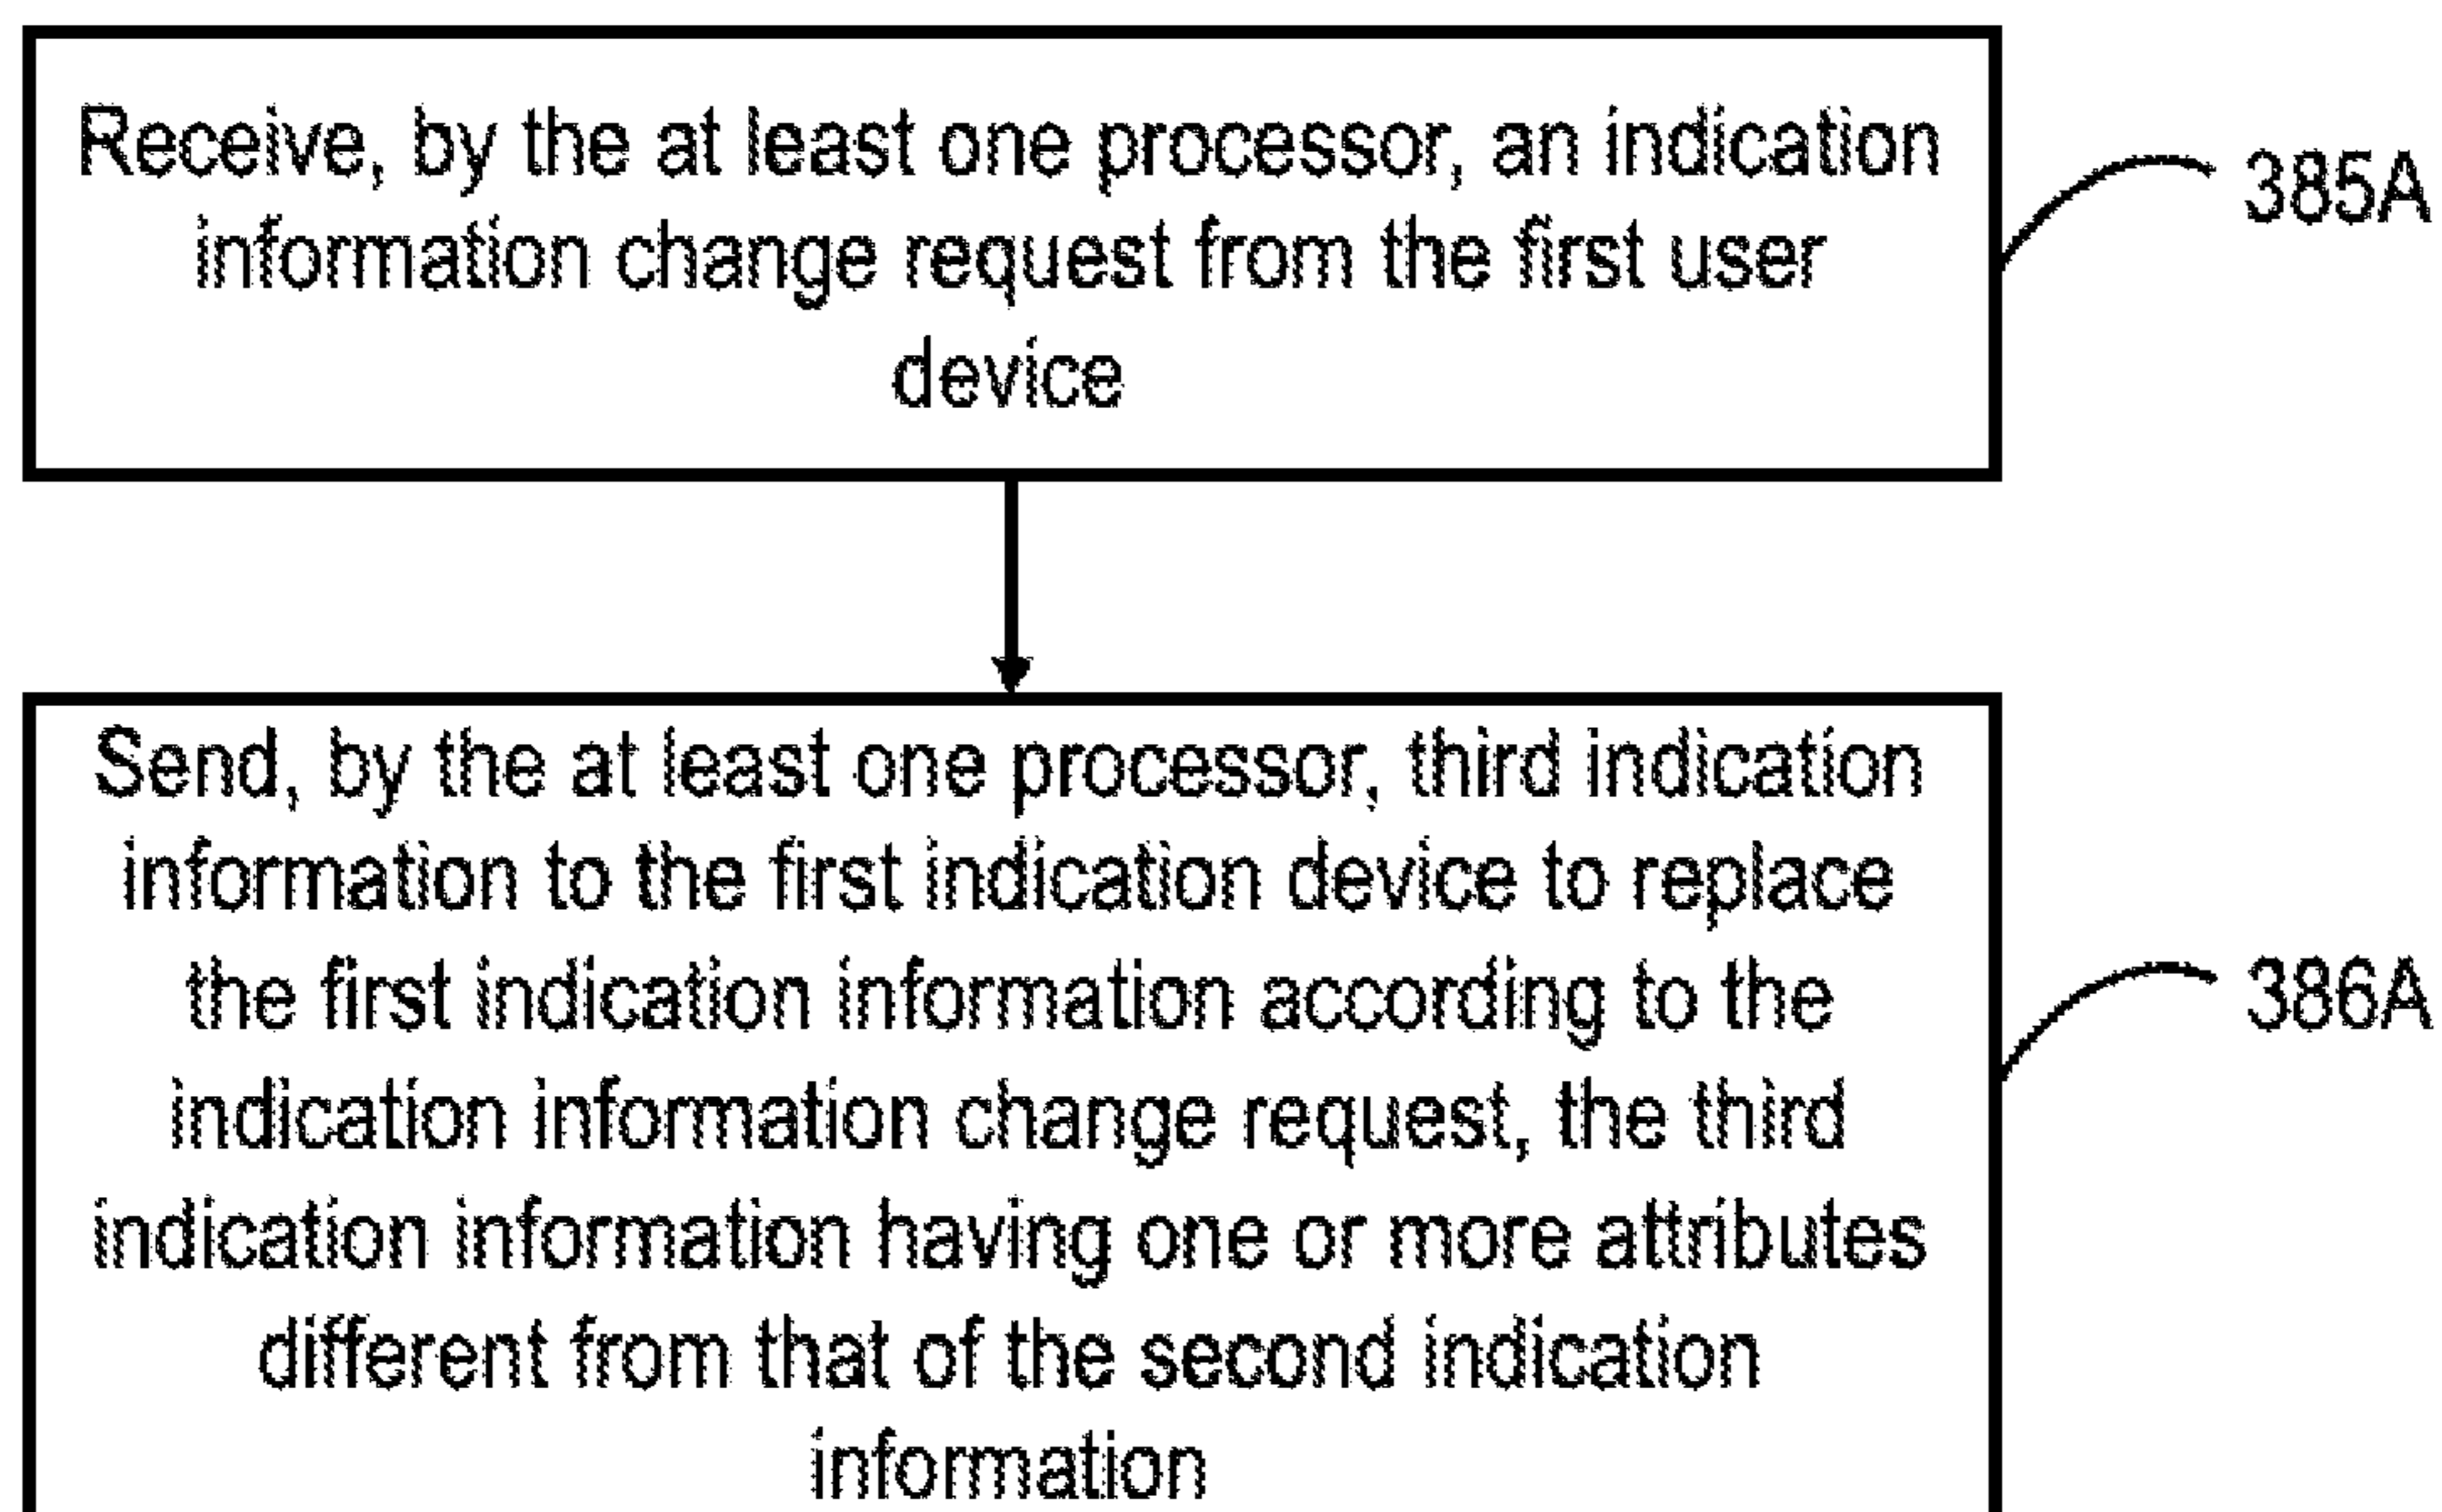 Receive, by the at least one processor, an indication
information change request from the first user
device
385A
Send, by the at least one processor, third indication
information to the first indication device to replace
the first indication information according to the
indication information change request, the third
indication information having one or more attributes
different from that of the second indication
information
386A